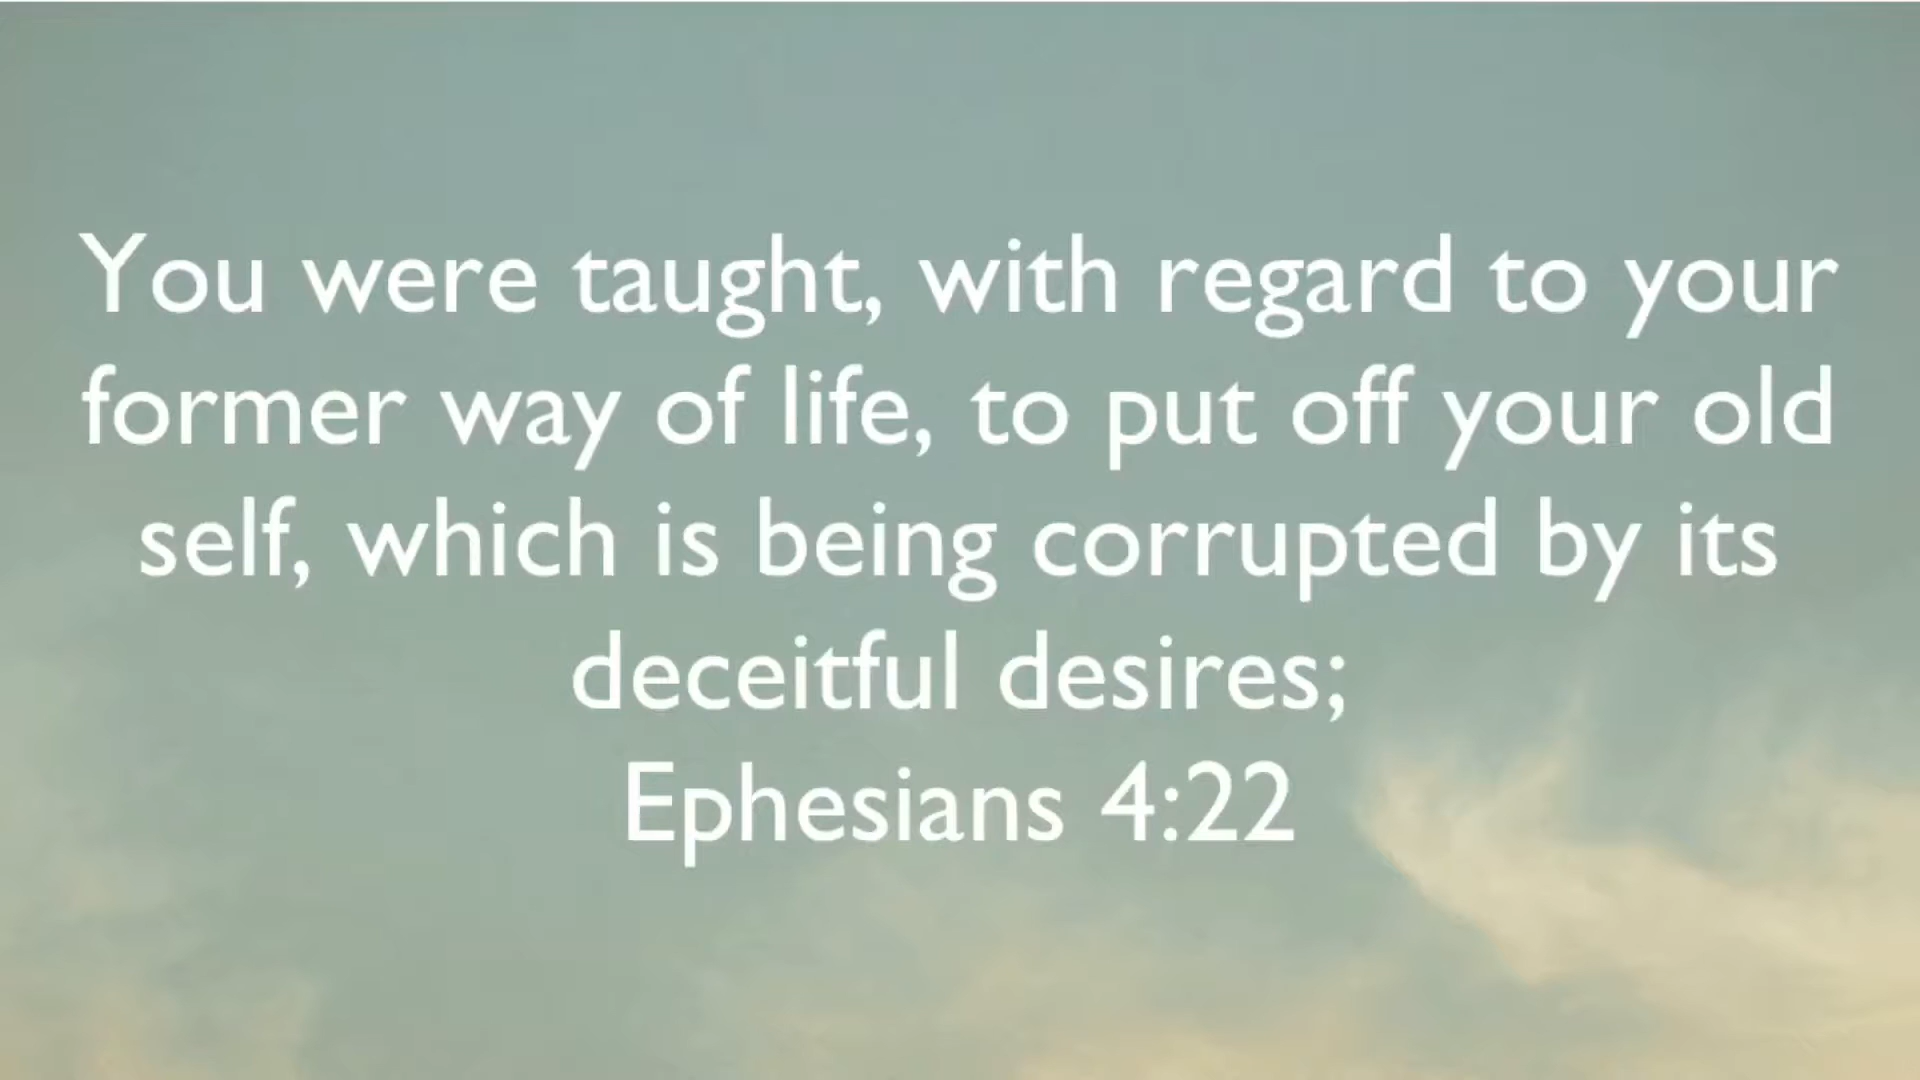 You were taught, with regard to your
former way of life, to put off your old
self, which is being corrupted by its
deceitful desires;
Ephesians 4:22